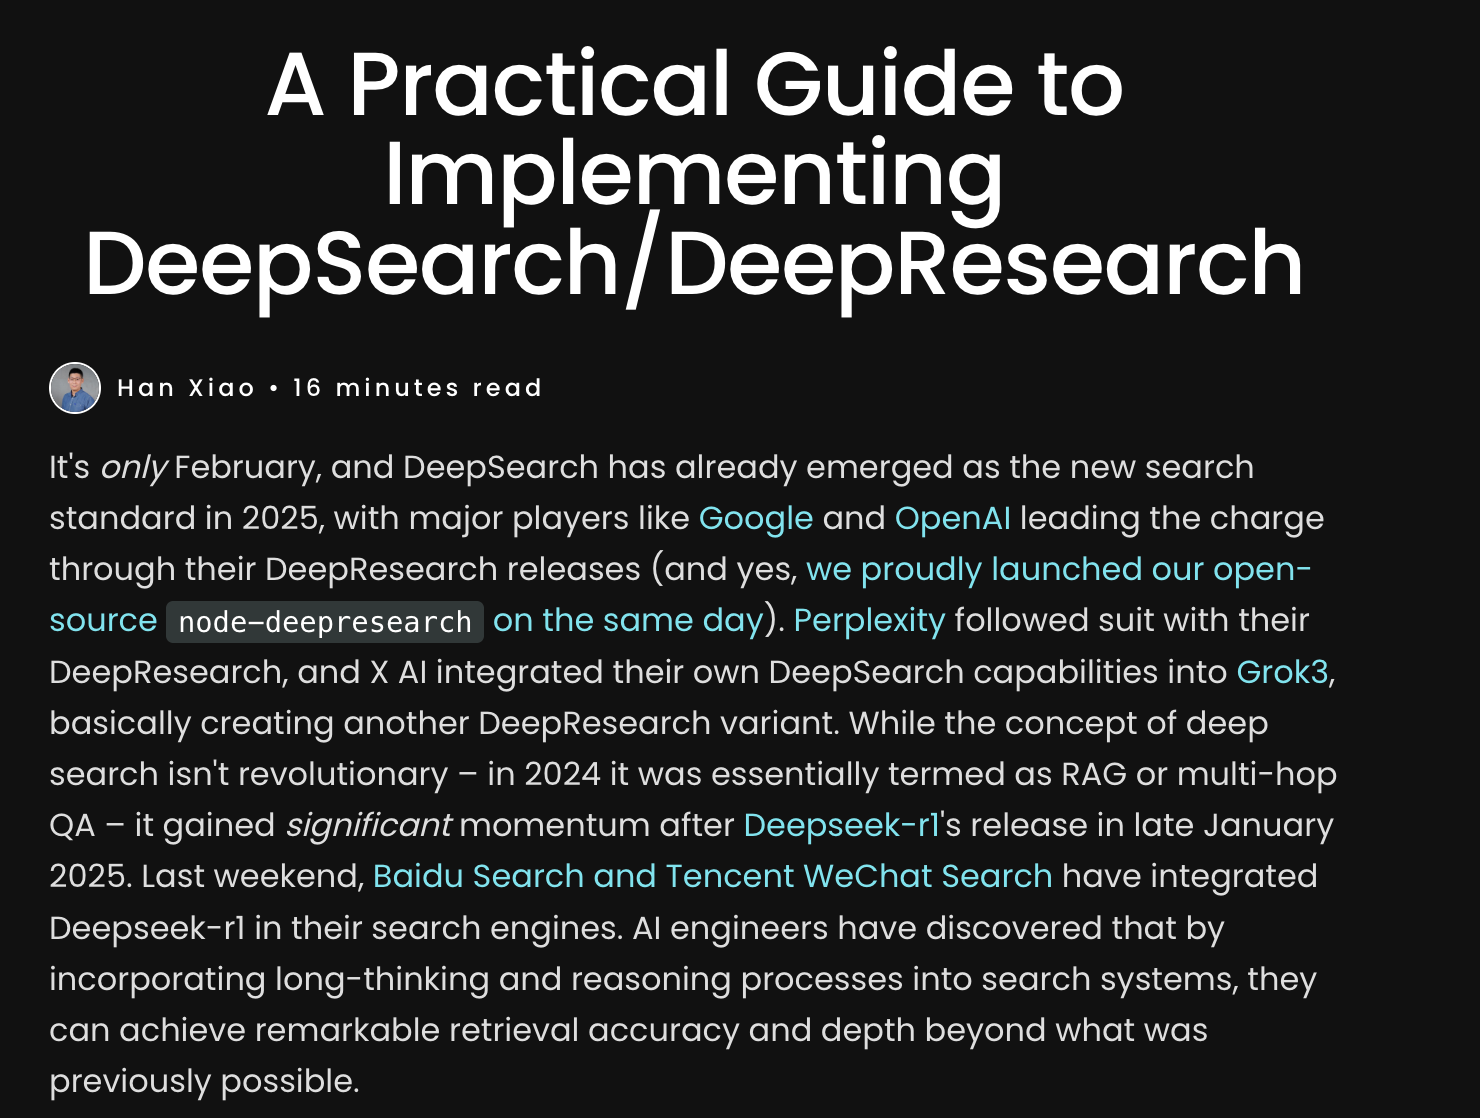 A Practical Guide to
Implementing
DeepSearch/DeepResearch
Han Xiao • 16 minutes read
It's only February, and DeepSearch has already emerged as the new search
standard in 2025, with major players like Google and OpenAI leading the charge
through their DeepResearch releases (and yes, we proudly launched our open-
source node-deepresearch on the same day). Perplexity followed suit with their
DeepResearch, and X AI integrated their own DeepSearch capabilities into Grok3,
basically creating another DeepResearch variant. While the concept of deep
search isn't revolutionary – in 2024 it was essentially termed as RAG or multi-hop
QA – it gained significant momentum after Deepseek-r1's release in late January
2025. Last weekend, Baidu Search and Tencent WeChat Search have integrated
Deepseek-r1 in their search engines. AI engineers have discovered that by
incorporating long-thinking and reasoning processes into search systems, they
can achieve remarkable retrieval accuracy and depth beyond what was
previously possible.